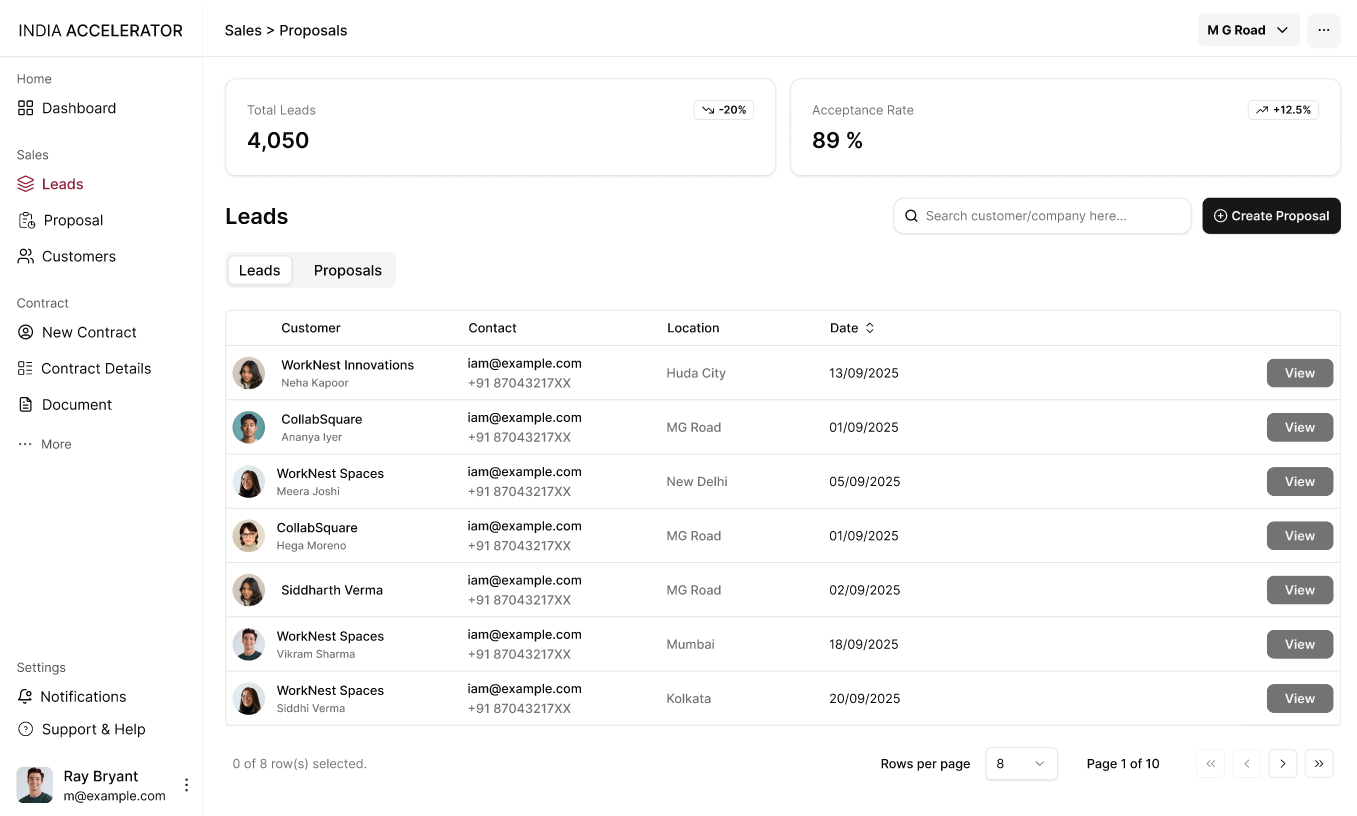 INDIA ACCELERATOR
Sales > Proposals
M G Road
Home
Dashboard
Sales
Leads
Proposal
Customers
Contract
New Contract
Contract Details
Document
More
Settings
Notifications
Support & Help
Ray Bryant
m@example.com
Total Leads
-20%
4,050
Acceptance Rate
+12.5%
89 %
Leads
Search customer/company here...
Create Proposal
Leads Proposals
Customer Contact Location Date
WorkNest Innovations iam@example.com Huda City 13/09/2025 View
Neha Kapoor +91 87043217XX
CollabSquare iam@example.com MG Road 01/09/2025 View
Ananya Iyer +91 87043217XX
WorkNest Spaces iam@example.com New Delhi 05/09/2025 View
Meera Joshi +91 87043217XX
CollabSquare iam@example.com MG Road 01/09/2025 View
Hega Moreno +91 87043217XX
Siddharth Verma iam@example.com MG Road 02/09/2025 View
+91 87043217XX
WorkNest Spaces iam@example.com Mumbai 18/09/2025 View
Vikram Sharma +91 87043217XX
WorkNest Spaces iam@example.com Kolkata 20/09/2025 View
Siddhi Verma +91 87043217XX
0 of 8 row(s) selected.
Rows per page 8 Page 1 of 10